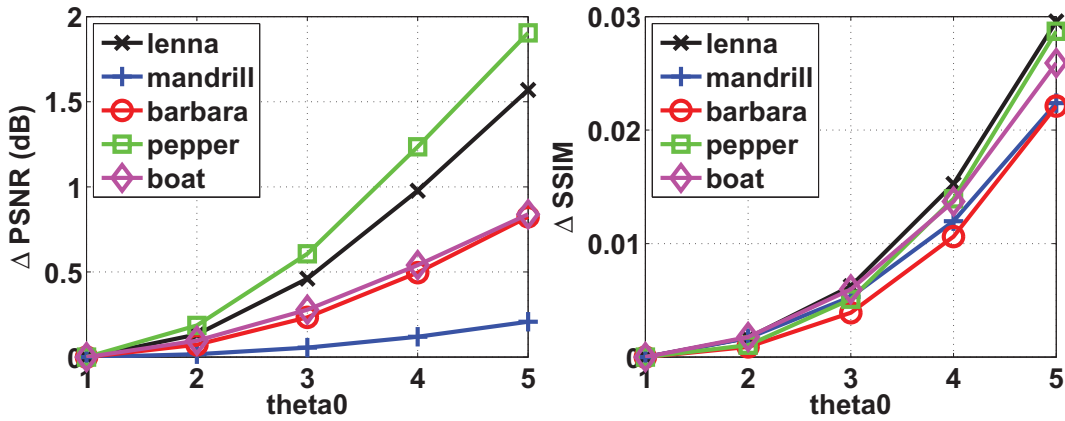 2
1.5
1
0.5
0
Δ PSNR (dB)
lenna
mandrill
barbara
pepper
boat
1 2 3 4 5
theta0
0.03
0.02
0.01
0
Δ SSIM
lenna
mandrill
barbara
pepper
boat
1 2 3 4 5
theta0